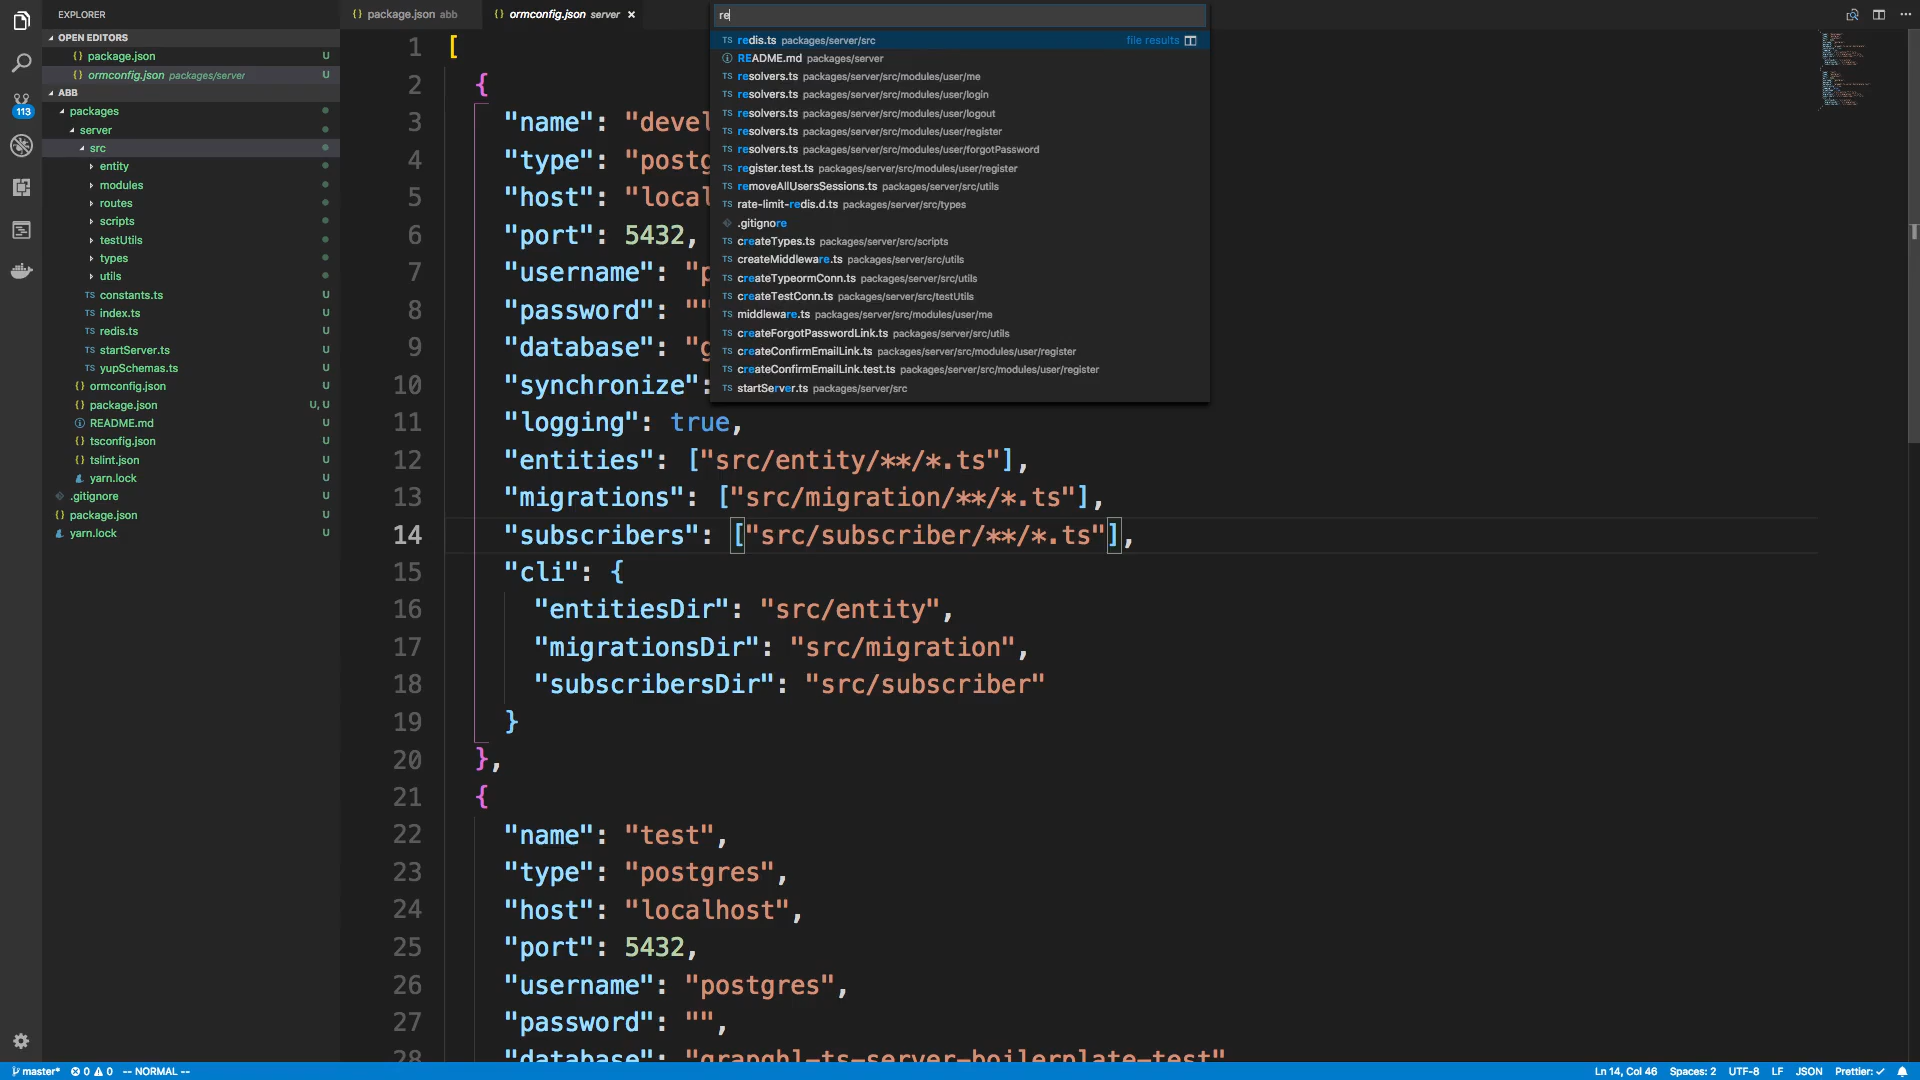 EXPLORER
OPEN EDITORS
{} package.json U
{} ormconfig.json packages/server U
ABB
113
packages
server
src
entity
modules
routes
scripts
testUtils
types
utils
TS constants.ts U
TS index.ts U
TS redis.ts U
TS startServer.ts U
TS yupSchemas.ts U
{} ormconfig.json U
{} package.json U, U
README.md U
{} tsconfig.json U
{} tslint.json U
yarn.lock U
.gitignore U
{} package.json U
yarn.lock U
{} package.json abb
{} ormconfig.json server ×
re
TS redis.ts packages/server/src file results
README.md packages/server
TS resolvers.ts packages/server/src/modules/user/me
TS resolvers.ts packages/server/src/modules/user/login
TS resolvers.ts packages/server/src/modules/user/logout
TS resolvers.ts packages/server/src/modules/user/register
TS resolvers.ts packages/server/src/modules/user/forgotPassword
TS register.test.ts packages/server/src/modules/user/register
TS removeAllUsersSessions.ts packages/server/src/utils
TS rate-limit-redis.d.ts packages/server/src/types
.gitignore
TS createTypes.ts packages/server/src/scripts
TS createMiddleware.ts packages/server/src/utils
TS createTypeormConn.ts packages/server/src/utils
TS createTestConn.ts packages/server/src/testUtils
TS middleware.ts packages/server/src/modules/user/me
TS createForgotPasswordLink.ts packages/server/src/utils
TS createConfirmEmailLink.ts packages/server/src/modules/user/register
TS createConfirmEmailLink.test.ts packages/server/src/modules/user/register
TS startServer.ts packages/server/src
1 [
2 {
3 "name": "devel
4 "type": "postg
5 "host": "local
6 "port": 5432,
7 "username": "p
8 "password": ""
9 "database": "g
10 "synchronize":
11 "logging": true,
12 "entities": ["src/entity/**/*.ts"],
13 "migrations": ["src/migration/**/*.ts"],
14 "subscribers": ["src/subscriber/**/*.ts"],
15 "cli": {
16 "entitiesDir": "src/entity",
17 "migrationsDir": "src/migration",
18 "subscribersDir": "src/subscriber"
19 }
20 },
21 {
22 "name": "test",
23 "type": "postgres",
24 "host": "localhost",
25 "port": 5432,
26 "username": "postgres",
27 "password": "",
28 "database": "graphql-ts-server-boilerplate-test"
master* 0 0 -- NORMAL -- Ln 14, Col 46 Spaces: 2 UTF-8 LF JSON Prettier: ✓